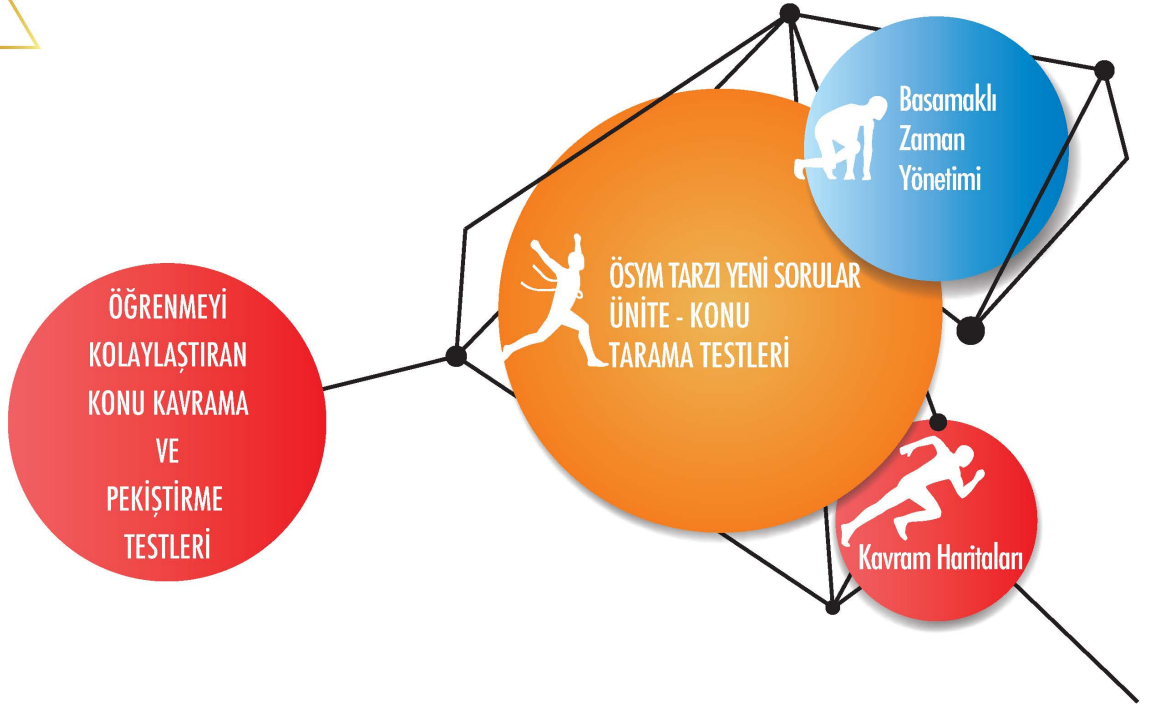 Basamaklı
Zaman
Yönetimi
ÖSYM TARZI YENİ SORULAR
ÜNİTE - KONU
TARAMA TESTLERİ
ÖĞRENMEYİ
KOLAYLAŞTIRAN
KONU KAVRAMA
VE
PEKİŞTİRME
TESTLERİ
Kavram Haritaları